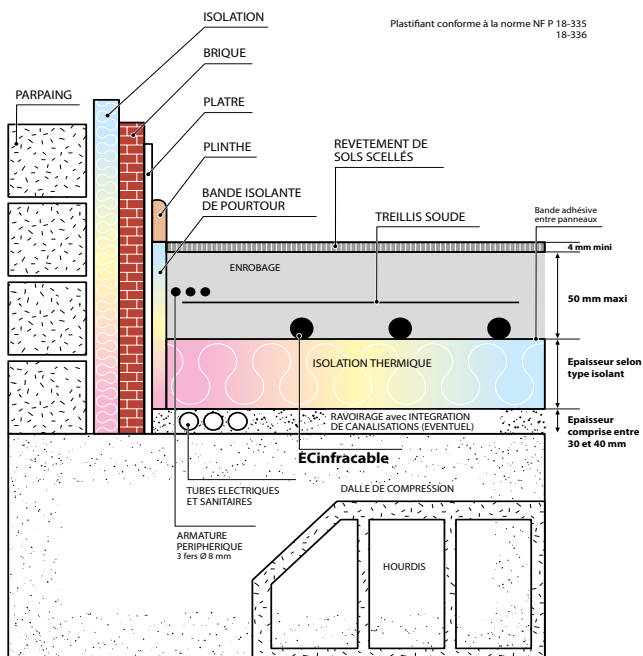 ISOLATION
Plastifiant conforme à la norme NF P 18-335
18-336
BRIQUE
PARPAING
PLATRE
PLINTHE
REVETEMENT DE
SOLS SCELLÉS
BANDE ISOLANTE
DE POURTOUR
TREILLIS SOUDE
Bande adhésive
entre panneaux
4 mm mini
ENROBAGE
50 mm maxi
ISOLATION THERMIQUE
Epaisseur selon
type isolant
RAVOIRAGE avec INTEGRATION
DE CANALISATIONS (EVENTUEL)
Epaisseur
comprise entre
30 et 40 mm
ECinfracable
TUBES ELECTRIQUES
ET SANITAIRES
DALLE DE COMPRESSION
ARMATURE
PERIPHERIQUE
3 fers Ø 8 mm
HOURDIS